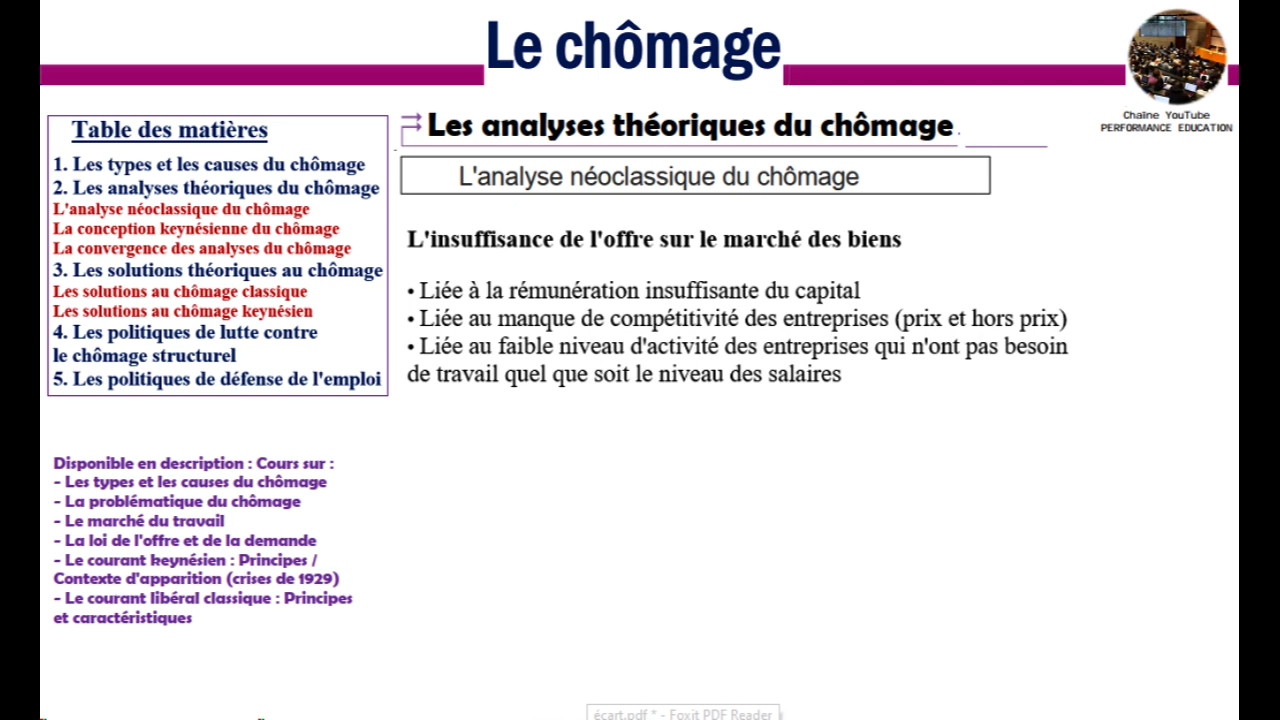 Le chômage
Chaîne YouTube
PERFORMANCE EDUCATION
Table des matières
1. Les types et les causes du chômage
2. Les analyses théoriques du chômage
L'analyse néoclassique du chômage
La conception keynésienne du chômage
La convergence des analyses du chômage
3. Les solutions théoriques au chômage
Les solutions au chômage classique
Les solutions au chômage keynésien
4. Les politiques de lutte contre
le chômage structurel
5. Les politiques de défense de l'emploi
Disponible en description : Cours sur :
- Les types et les causes du chômage
- La problématique du chômage
- Le marché du travail
- La loi de l'offre et de la demande
- Le courant keynésien : Principes /
Contexte d'apparition (crises de 1929)
- Le courant libéral classique : Principes
et caractéristiques
Les analyses théoriques du chômage
L'analyse néoclassique du chômage
L'insuffisance de l'offre sur le marché des biens
• Liée à la rémunération insuffisante du capital
• Liée au manque de compétitivité des entreprises (prix et hors prix)
• Liée au faible niveau d'activité des entreprises qui n'ont pas besoin
de travail quel que soit le niveau des salaires
écart.pdf * - Foxit PDF Reader